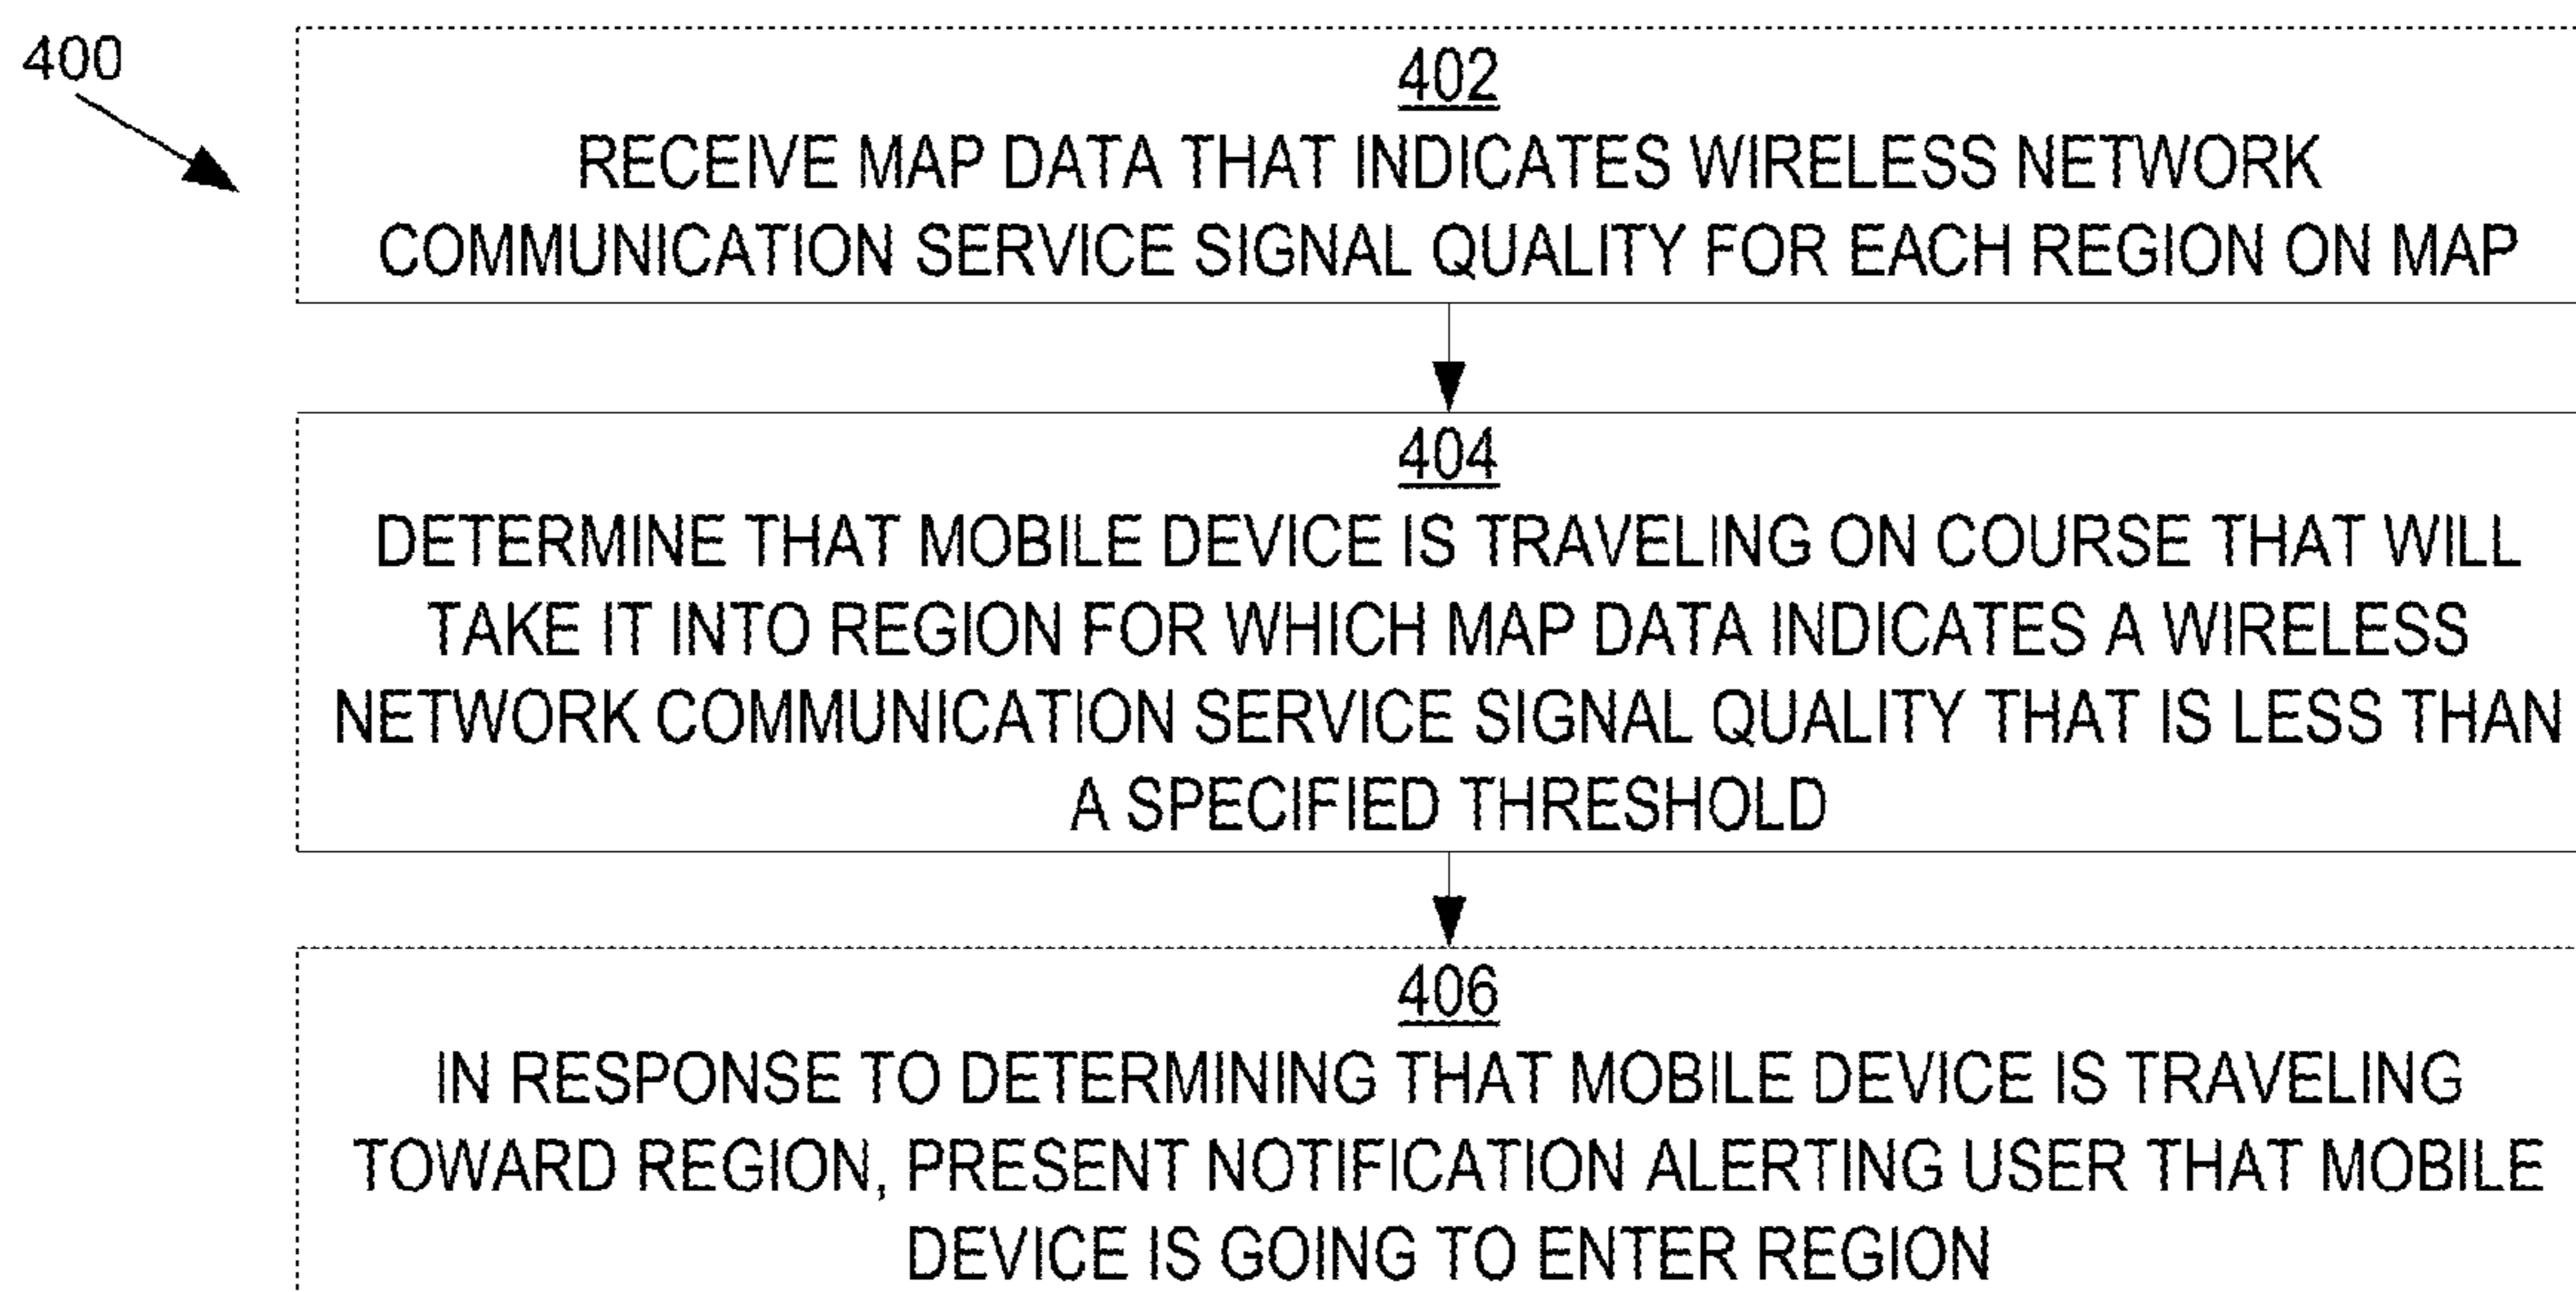 400
402
RECEIVE MAP DATA THAT INDICATES WIRELESS NETWORK
COMMUNICATION SERVICE SIGNAL QUALITY FOR EACH REGION ON MAP
404
DETERMINE THAT MOBILE DEVICE IS TRAVELING ON COURSE THAT WILL
TAKE IT INTO REGION FOR WHICH MAP DATA INDICATES A WIRELESS
NETWORK COMMUNICATION SERVICE SIGNAL QUALITY THAT IS LESS THAN
A SPECIFIED THRESHOLD
406
IN RESPONSE TO DETERMINING THAT MOBILE DEVICE IS TRAVELING
TOWARD REGION, PRESENT NOTIFICATION ALERTING USER THAT MOBILE
DEVICE IS GOING TO ENTER REGION